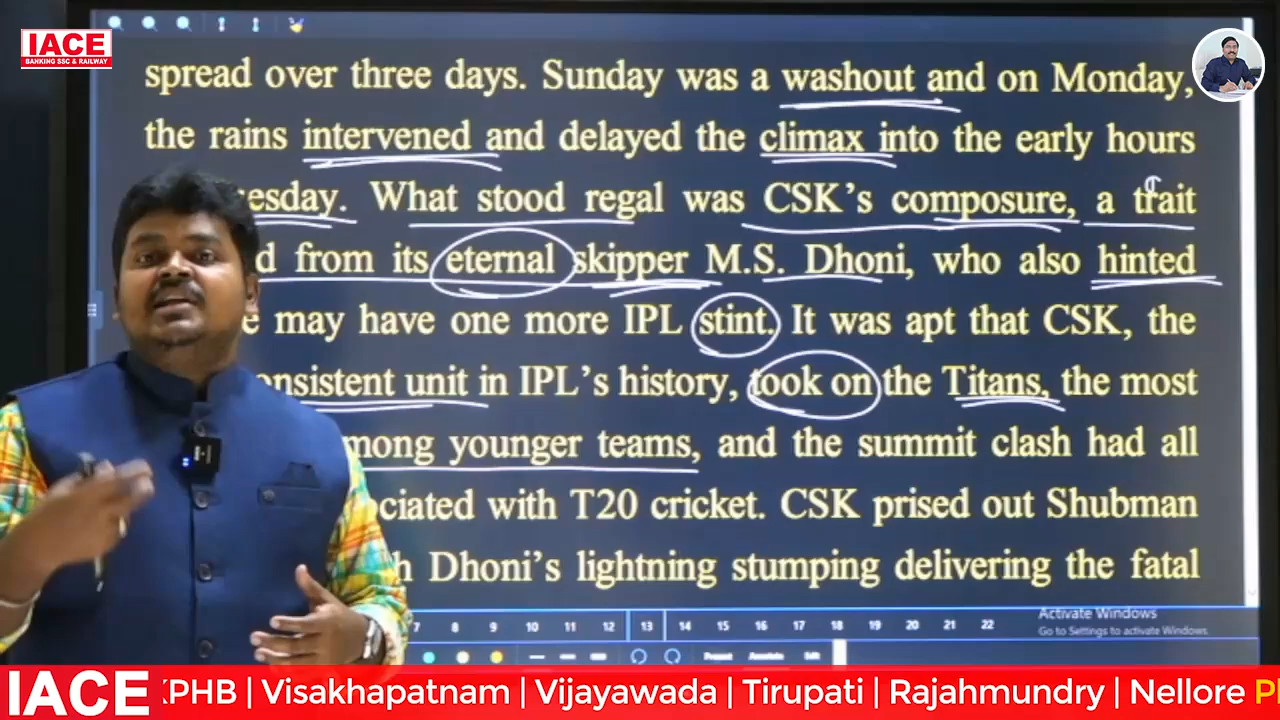 IACE
BANKING SSC & RAILWAY
spread over three days. Sunday was a washout and on Monday,
the rains intervened and delayed the climax into the early hours
esday. What stood regal was CSK's composure, a trait
d from its eternal skipper M.S. Dhoni, who also hinted
e may have one more IPL stint. It was apt that CSK, the
onsistent unit in IPL's history, took on the Titans, the most
mong younger teams, and the summit clash had all
ciated with T20 cricket. CSK prised out Shubman
h Dhoni's lightning stumping delivering the fatal
Activate Windows
7 8 9 10 11 12 13 14 15 16 17 18 19 20 21 22
Go to Settings to activate Windows.
Present Annotate Edit
IACE KPHB | Visakhapatnam | Vijayawada | Tirupati | Rajahmundry | Nellore Ph